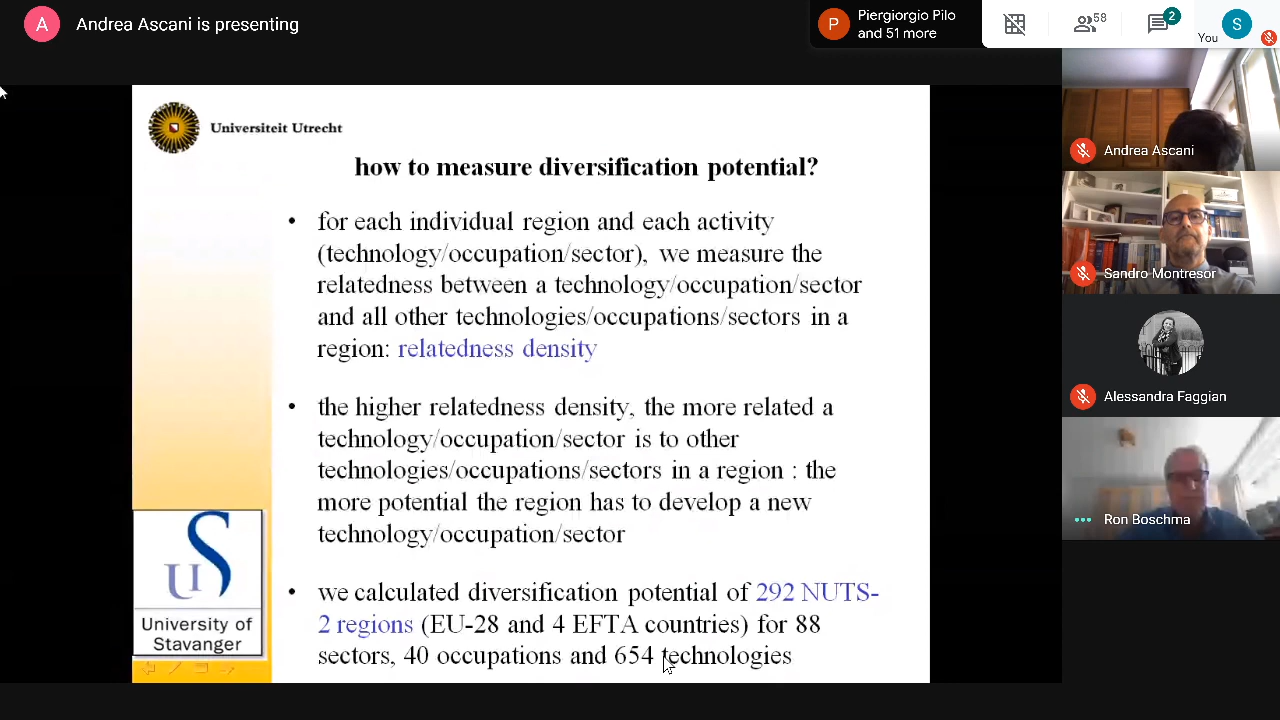 A
Andrea Ascani is presenting
P
Piergiorgio Pilo
and 51 more
58
2
You
S
Universiteit Utrecht
how to measure diversification potential?
• for each individual region and each activity
(technology/occupation/sector), we measure the
relatedness between a technology/occupation/sector
and all other technologies/occupations/sectors in a
region: relatedness density
• the higher relatedness density, the more related a
technology/occupation/sector is to other
technologies/occupations/sectors in a region : the
more potential the region has to develop a new
technology/occupation/sector
• we calculated diversification potential of 292 NUTS-
2 regions (EU-28 and 4 EFTA countries) for 88
sectors, 40 occupations and 654 technologies
US
University of
Stavanger
Andrea Ascani
Sandro Montresor
Alessandra Faggian
Ron Boschma